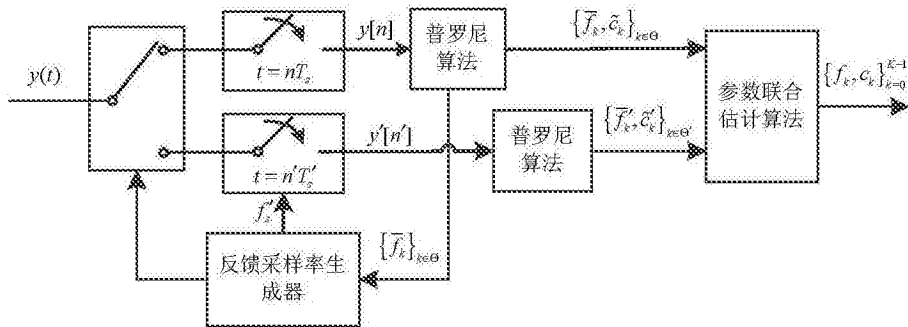 y(t)
t = nT_s
y[n]
普罗尼
算法
{f̄_k, c̃_k}_{k∈Θ}
参数联合
估计算法
{f_k, c_k}_{k=0}^{K-1}
t = n'T'_s
y'[n']
普罗尼
算法
{f̄'_k, c̃'_k}_{k∈Θ'}
f'_s
反馈采样率生
成器
{f̄_k}_{k∈Θ}